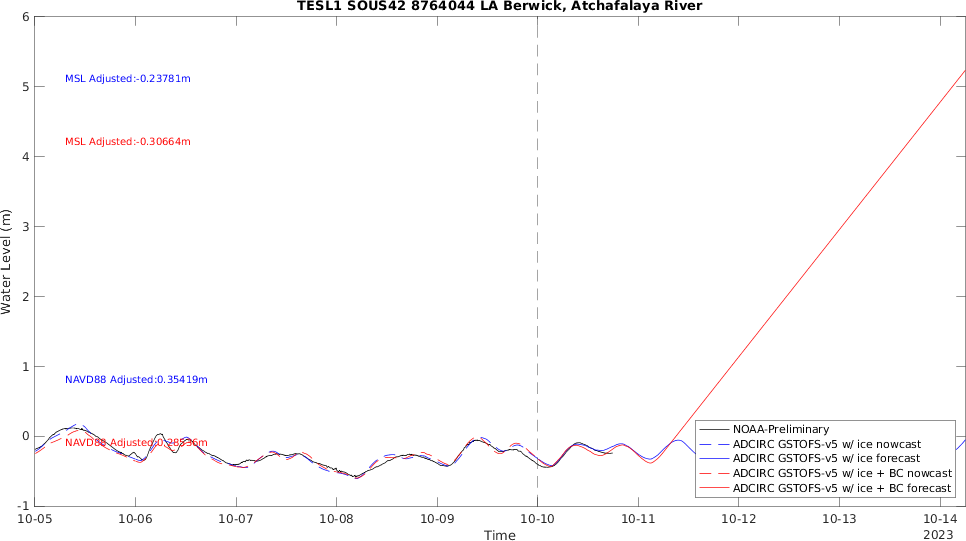 TESL1 SOUS42 8764044 LA Berwick, Atchafalaya River
6
5
4
3
2
1
0
-1
Water Level (m)
MSL Adjusted:-0.23781m
MSL Adjusted:-0.30664m
NAVD88 Adjusted:0.35419m
NAVD88
NOAA-Preliminary
ADCIRC GSTOFS-v5 w/ ice nowcast
ADCIRC GSTOFS-v5 w/ ice forecast
ADCIRC GSTOFS-v5 w/ ice + BC nowcast
ADCIRC GSTOFS-v5 w/ ice + BC forecast
10-05 10-06 10-07 10-08 10-09 10-10 10-11 10-12 10-13 10-14
2023
Time